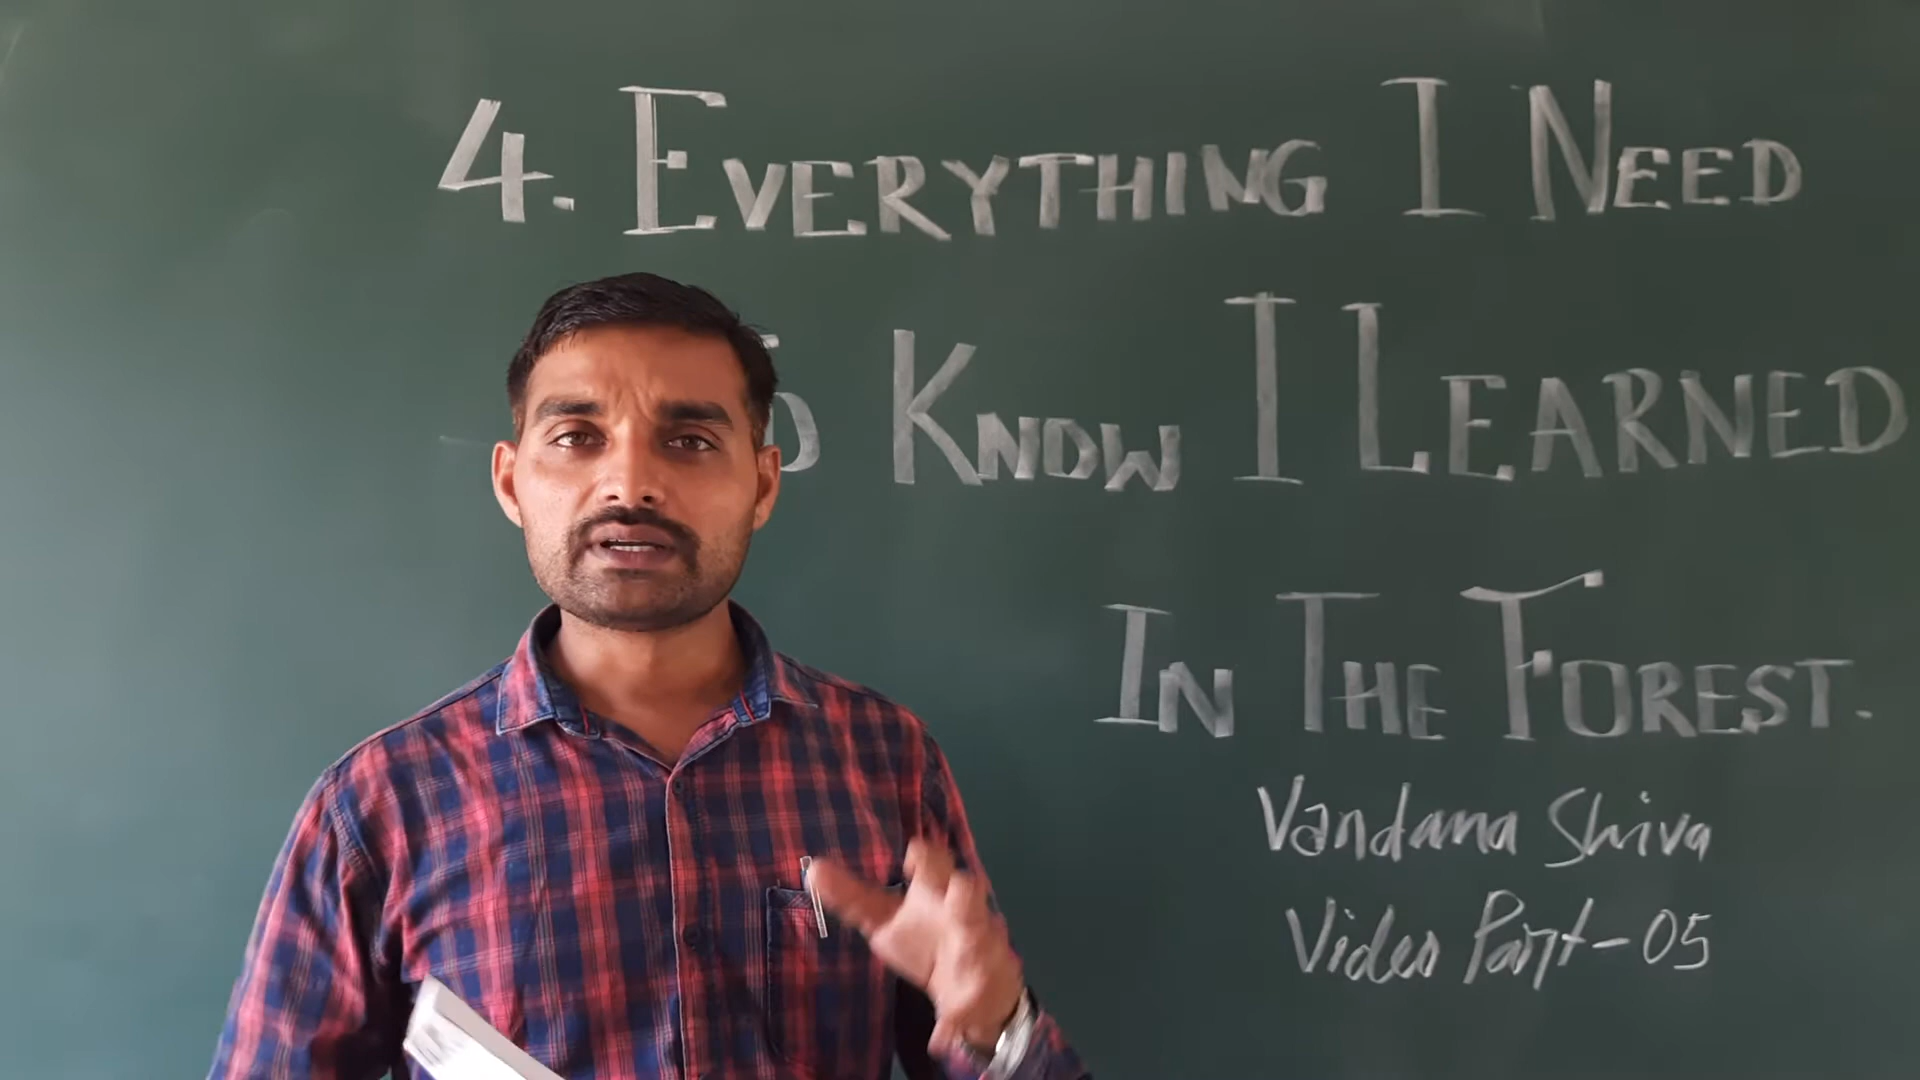 4. EVERYTHING I NEED
KNOW I LEARNED
IN THE FOREST.
Vandana Shiva
Video Part-05